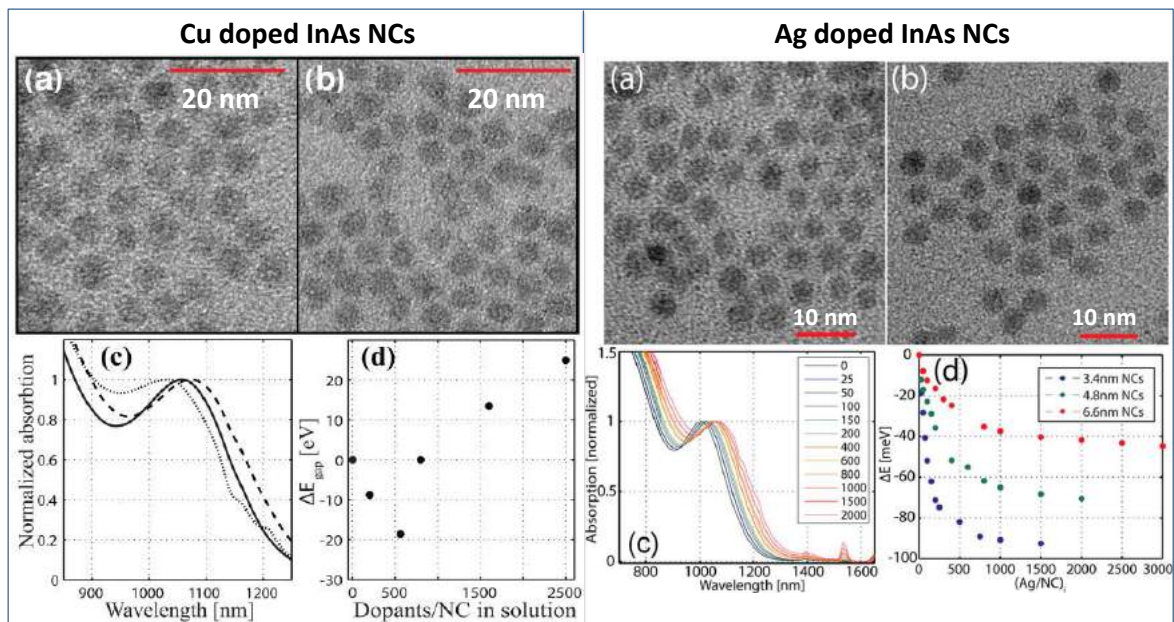 Cu doped InAs NCs
Ag doped InAs NCs
(a)
20 nm
(b)
20 nm
(a)
10 nm
(b)
10 nm
(c)
Normalized absorbtion
1
0.8
0.6
0.4
0.2
0
900 1000 1100 1200
Wavelength [nm]
(d)
ΔE gap [eV]
20
10
0
-10
-20
-30
0 500 1000 1500 2000 2500
Dopants/NC in solution
(c)
Absorption [normalized]
1.5
1
0.5
0
800 1000 1200 1400 1600
Wavelength [nm]
0
25
50
100
150
200
400
600
800
1000
1500
2000
(d)
ΔE [meV]
0
-20
-40
-60
-80
-100
0 500 1000 1500 2000 2500 3000
(Ag/NC)i
3.4nm NCs
4.8nm NCs
6.6nm NCs